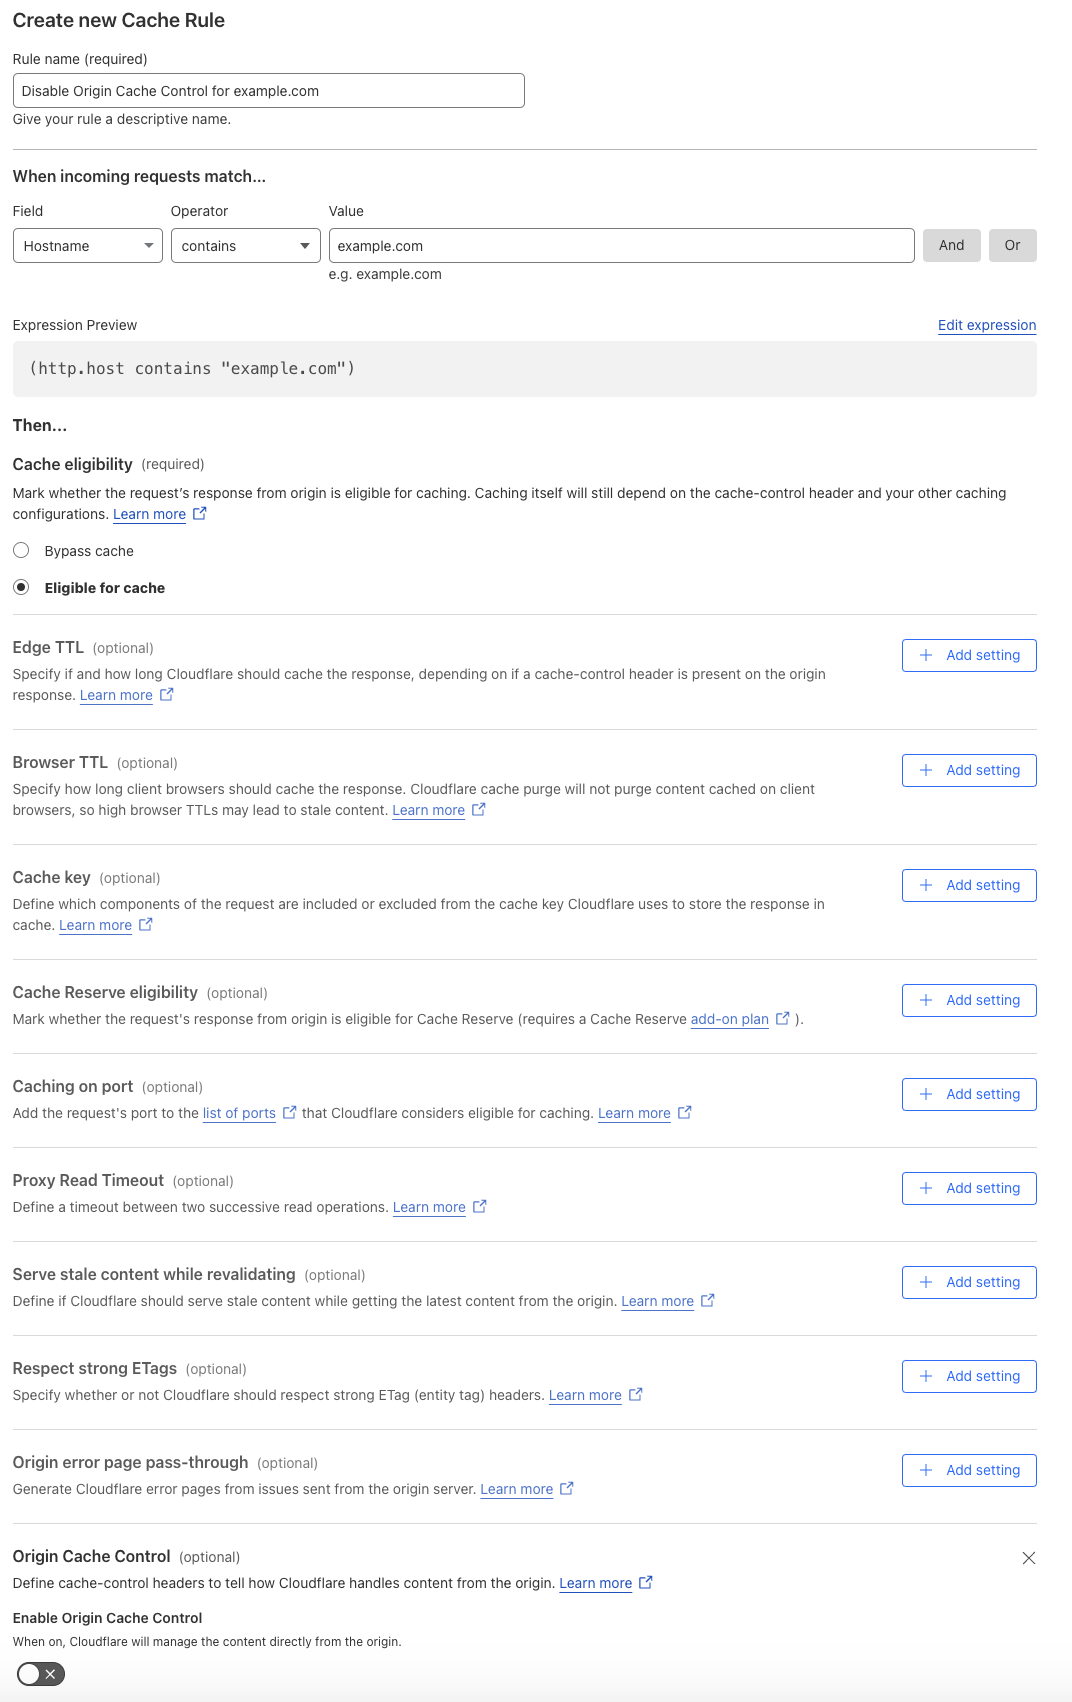 Create new Cache Rule
Rule name (required)
Disable Origin Cache Control for example.com
Give your rule a descriptive name.
When incoming requests match...
Field Operator Value
Hostname contains example.com And Or
e.g. example.com
Expression Preview Edit expression
(http.host contains "example.com")
Then...
Cache eligibility (required)
Mark whether the request's response from origin is eligible for caching. Caching itself will still depend on the cache-control header and your other caching
configurations. Learn more
Bypass cache
Eligible for cache
Edge TTL (optional) Add setting
Specify if and how long Cloudflare should cache the response, depending on if a cache-control header is present on the origin
response. Learn more
Browser TTL (optional) Add setting
Specify how long client browsers should cache the response. Cloudflare cache purge will not purge content cached on client
browsers, so high browser TTLs may lead to stale content. Learn more
Cache key (optional) Add setting
Define which components of the request are included or excluded from the cache key Cloudflare uses to store the response in
cache. Learn more
Cache Reserve eligibility (optional) Add setting
Mark whether the request's response from origin is eligible for Cache Reserve (requires a Cache Reserve add-on plan ).
Caching on port (optional) Add setting
Add the request's port to the list of ports that Cloudflare considers eligible for caching. Learn more
Proxy Read Timeout (optional) Add setting
Define a timeout between two successive read operations. Learn more
Serve stale content while revalidating (optional) Add setting
Define if Cloudflare should serve stale content while getting the latest content from the origin. Learn more
Respect strong ETags (optional) Add setting
Specify whether or not Cloudflare should respect strong ETag (entity tag) headers. Learn more
Origin error page pass-through (optional) Add setting
Generate Cloudflare error pages from issues sent from the origin server. Learn more
Origin Cache Control (optional)
Define cache-control headers to tell how Cloudflare handles content from the origin. Learn more
Enable Origin Cache Control
When on, Cloudflare will manage the content directly from the origin.